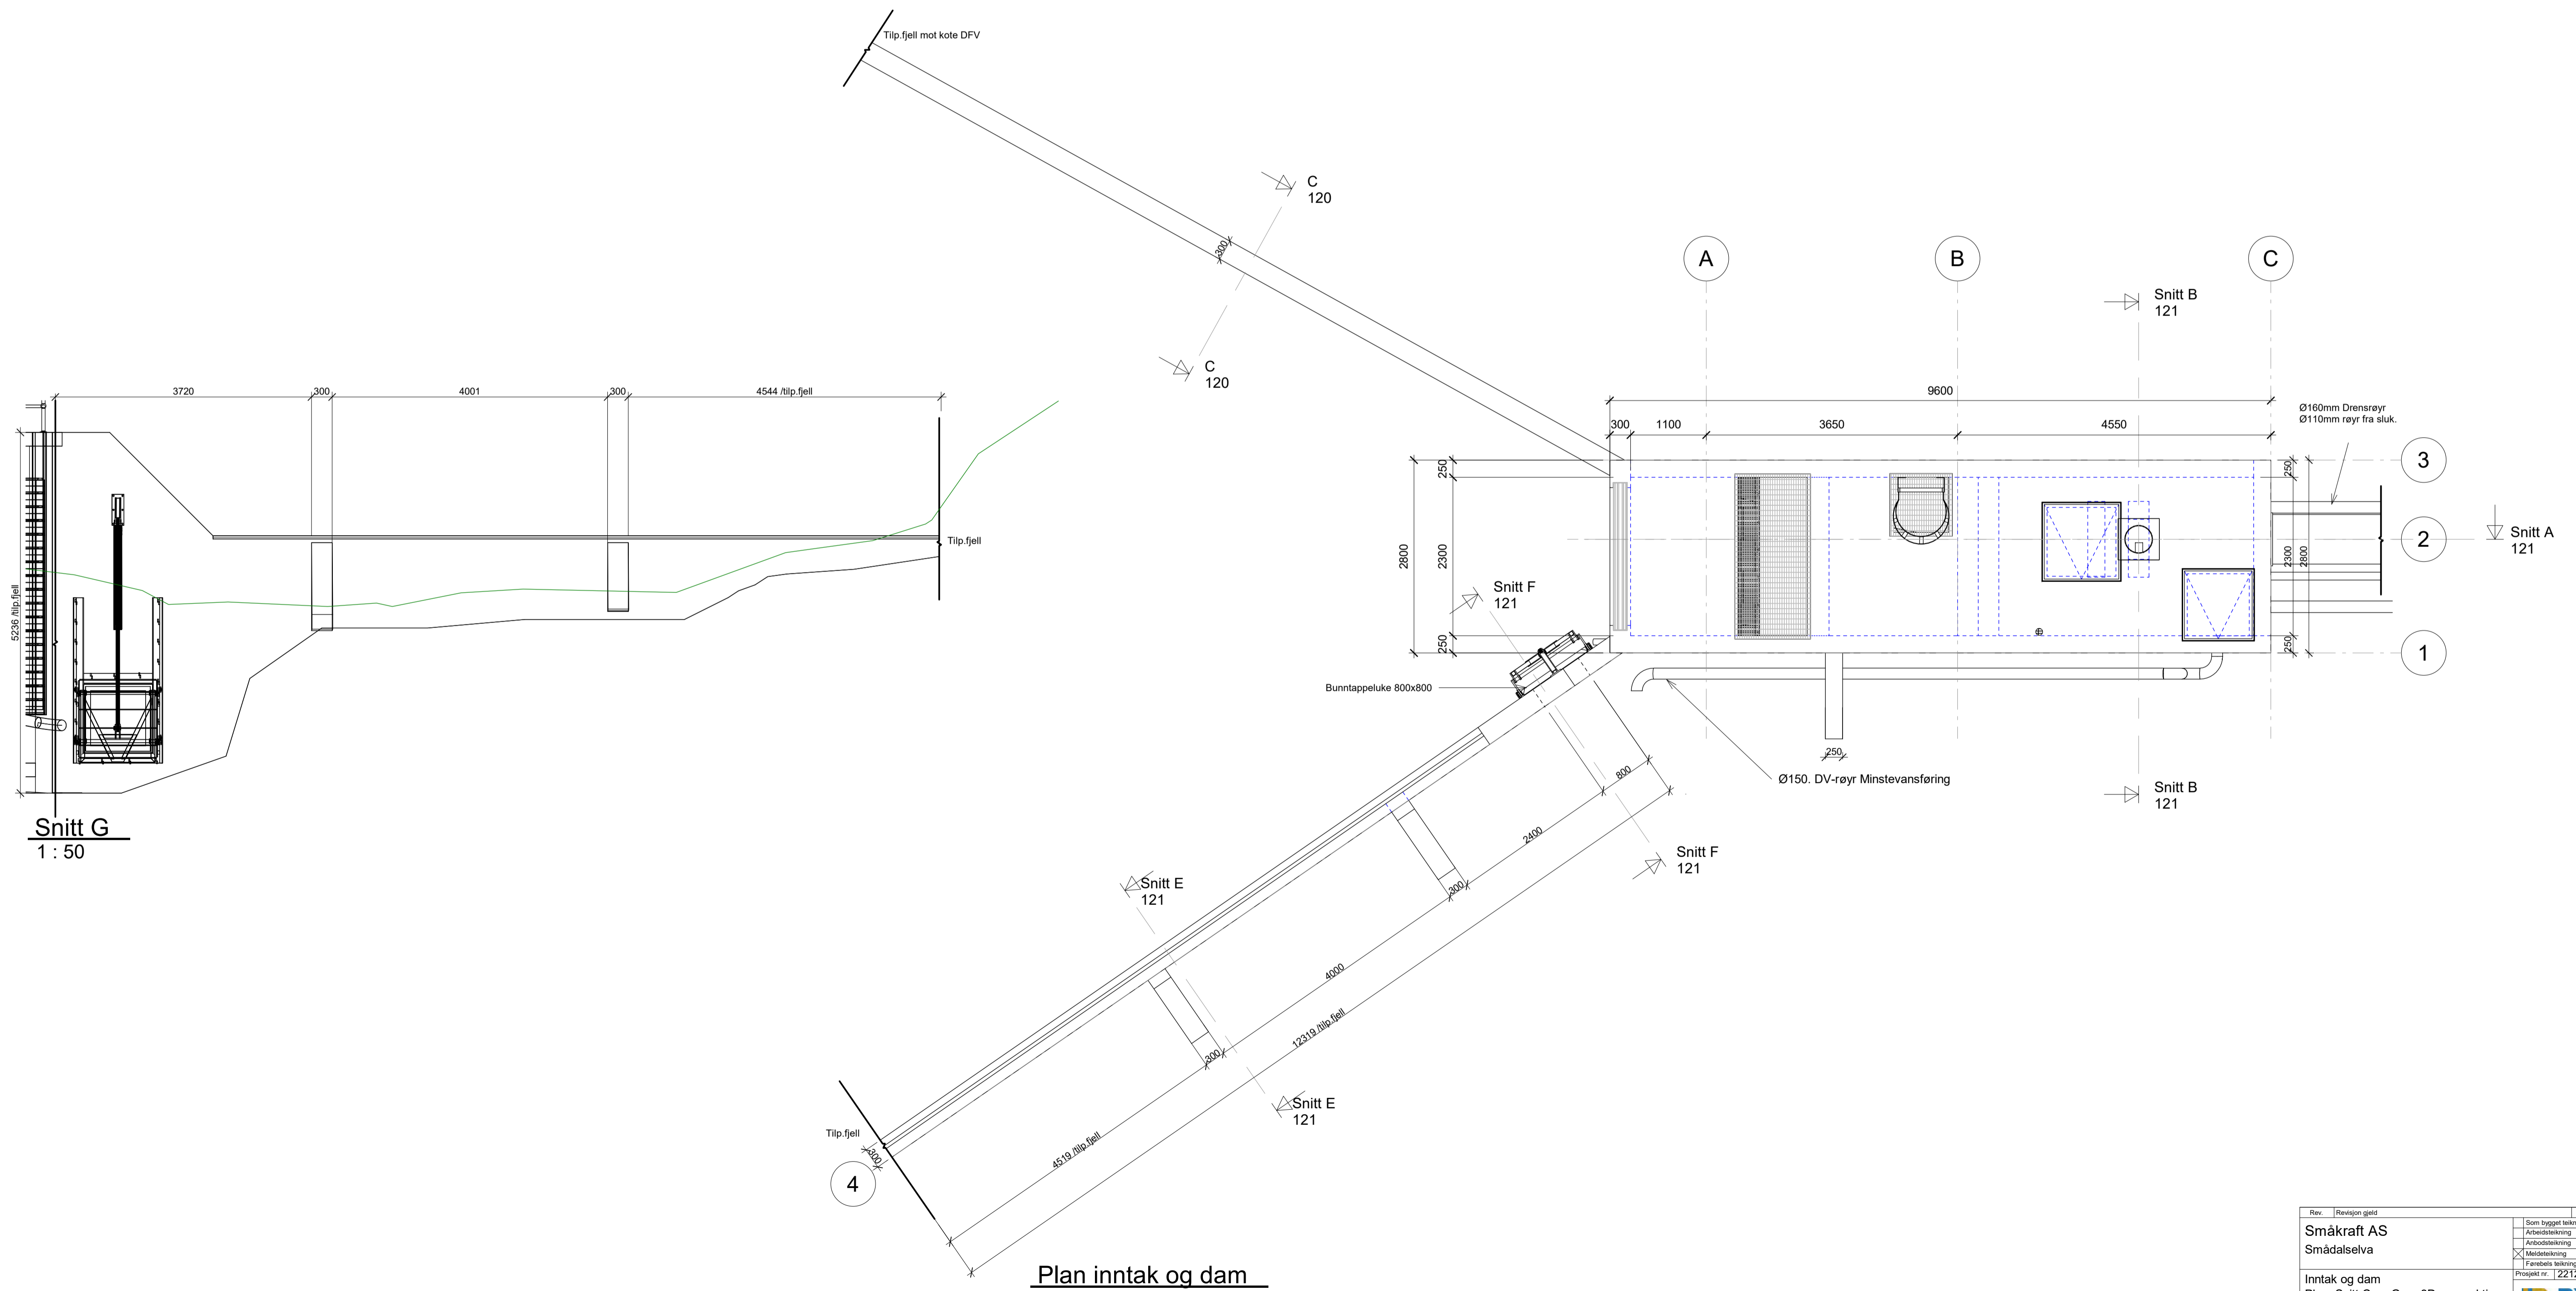 Tilp.fjell mot kote DFV
C
120
C
120
300
A
B
C
Snitt B
121
9600
300
1100
3650
4550
Ø160mm Drensrøyr
Ø110mm røyr fra sluk.
3
2
1
Snitt A
121
250
2300
250
2800
250
2300
250
2800
Snitt F
121
Bunntappeluke 800x800
250
Ø150. DV-røyr Minstevansføring
Snitt B
121
Snitt F
121
800
2400
300
4000
12319 /tilp.fjell
300
4519 /tilp.fjell
Snitt E
121
Snitt E
121
Tilp.fjell
300
4
Plan inntak og dam
3720
300
4001
300
4544 /tilp.fjell
5236 /tilp.fjell
Tilp.fjell
Snitt G
1 : 50
Rev.
Revisjon gjeld
Småkraft AS
Smådalselva
Arbeidsteikning
Anbodsteikning
Meldeteikning
Prosjekt nr.
Inntak og dam